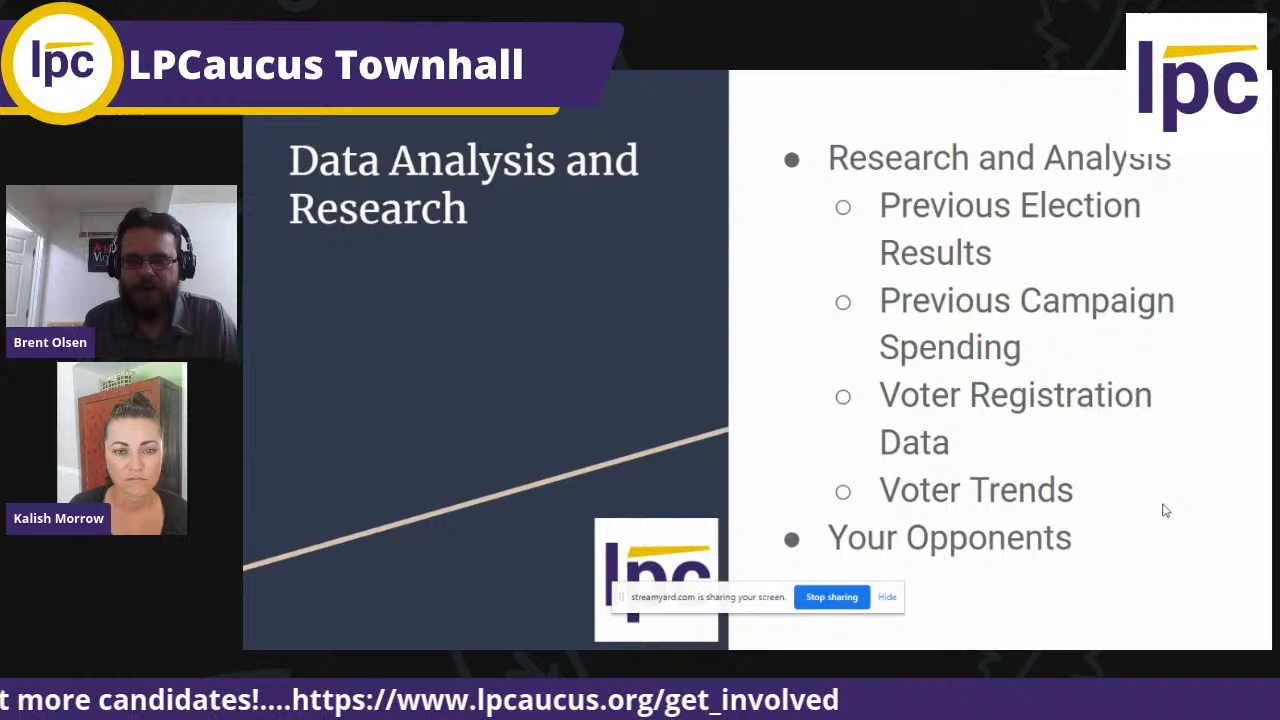 lpc
LPCaucus Townhall
lpc
Data Analysis and
Research
● Research and Analysis
○ Previous Election
Results
○ Previous Campaign
Spending
○ Voter Registration
Data
○ Voter Trends
● Your Opponents
Brent Olsen
Kalish Morrow
lpc
streamyard.com is sharing your screen.
Stop sharing
Hide
t more candidates!....https://www.lpcaucus.org/get_involved